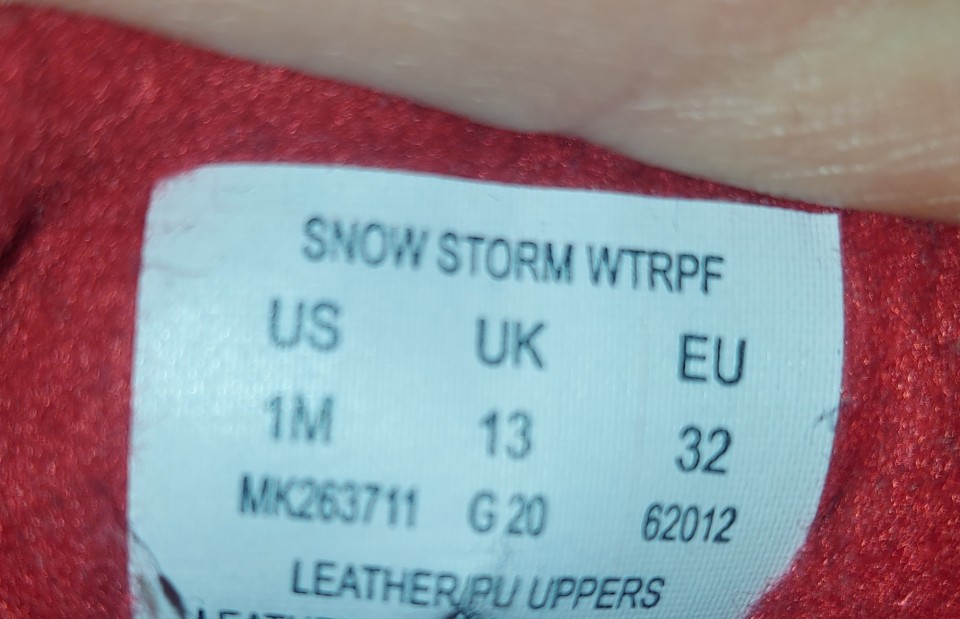 SNOW STORM WTRPF
US UK EU
1M 13 32
MK263711 G 20 62012
LEATHER/PU UPPERS